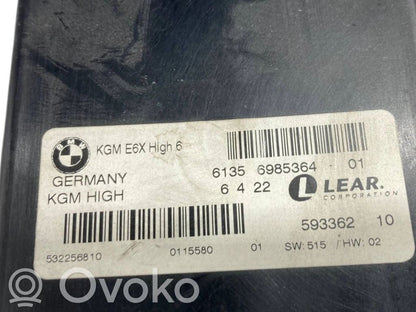 BMW
KGM E6X High 6
6135 6985364 - 01
GERMANY
6 4 22
LEAR.
CORPORATION
KGM HIGH
593362 10
532256810 0115580 01 SW: 515 / HW: 02
OVOKO